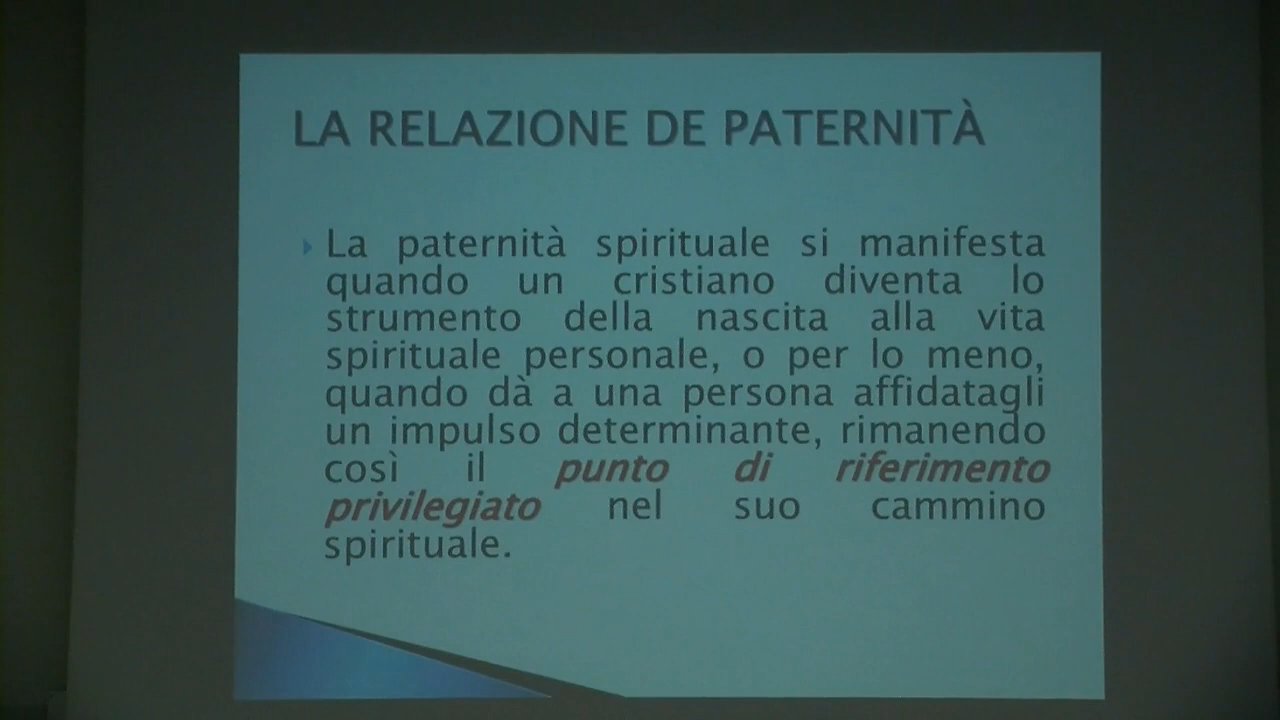 LA RELAZIONE DE PATERNITÀ
La paternità spirituale si manifesta
quando un cristiano diventa lo
strumento della nascita alla vita
spirituale personale, o per lo meno,
quando dà a una persona affidatagli
un impulso determinante, rimanendo
così il punto di riferimento
privilegiato nel suo cammino
spirituale.